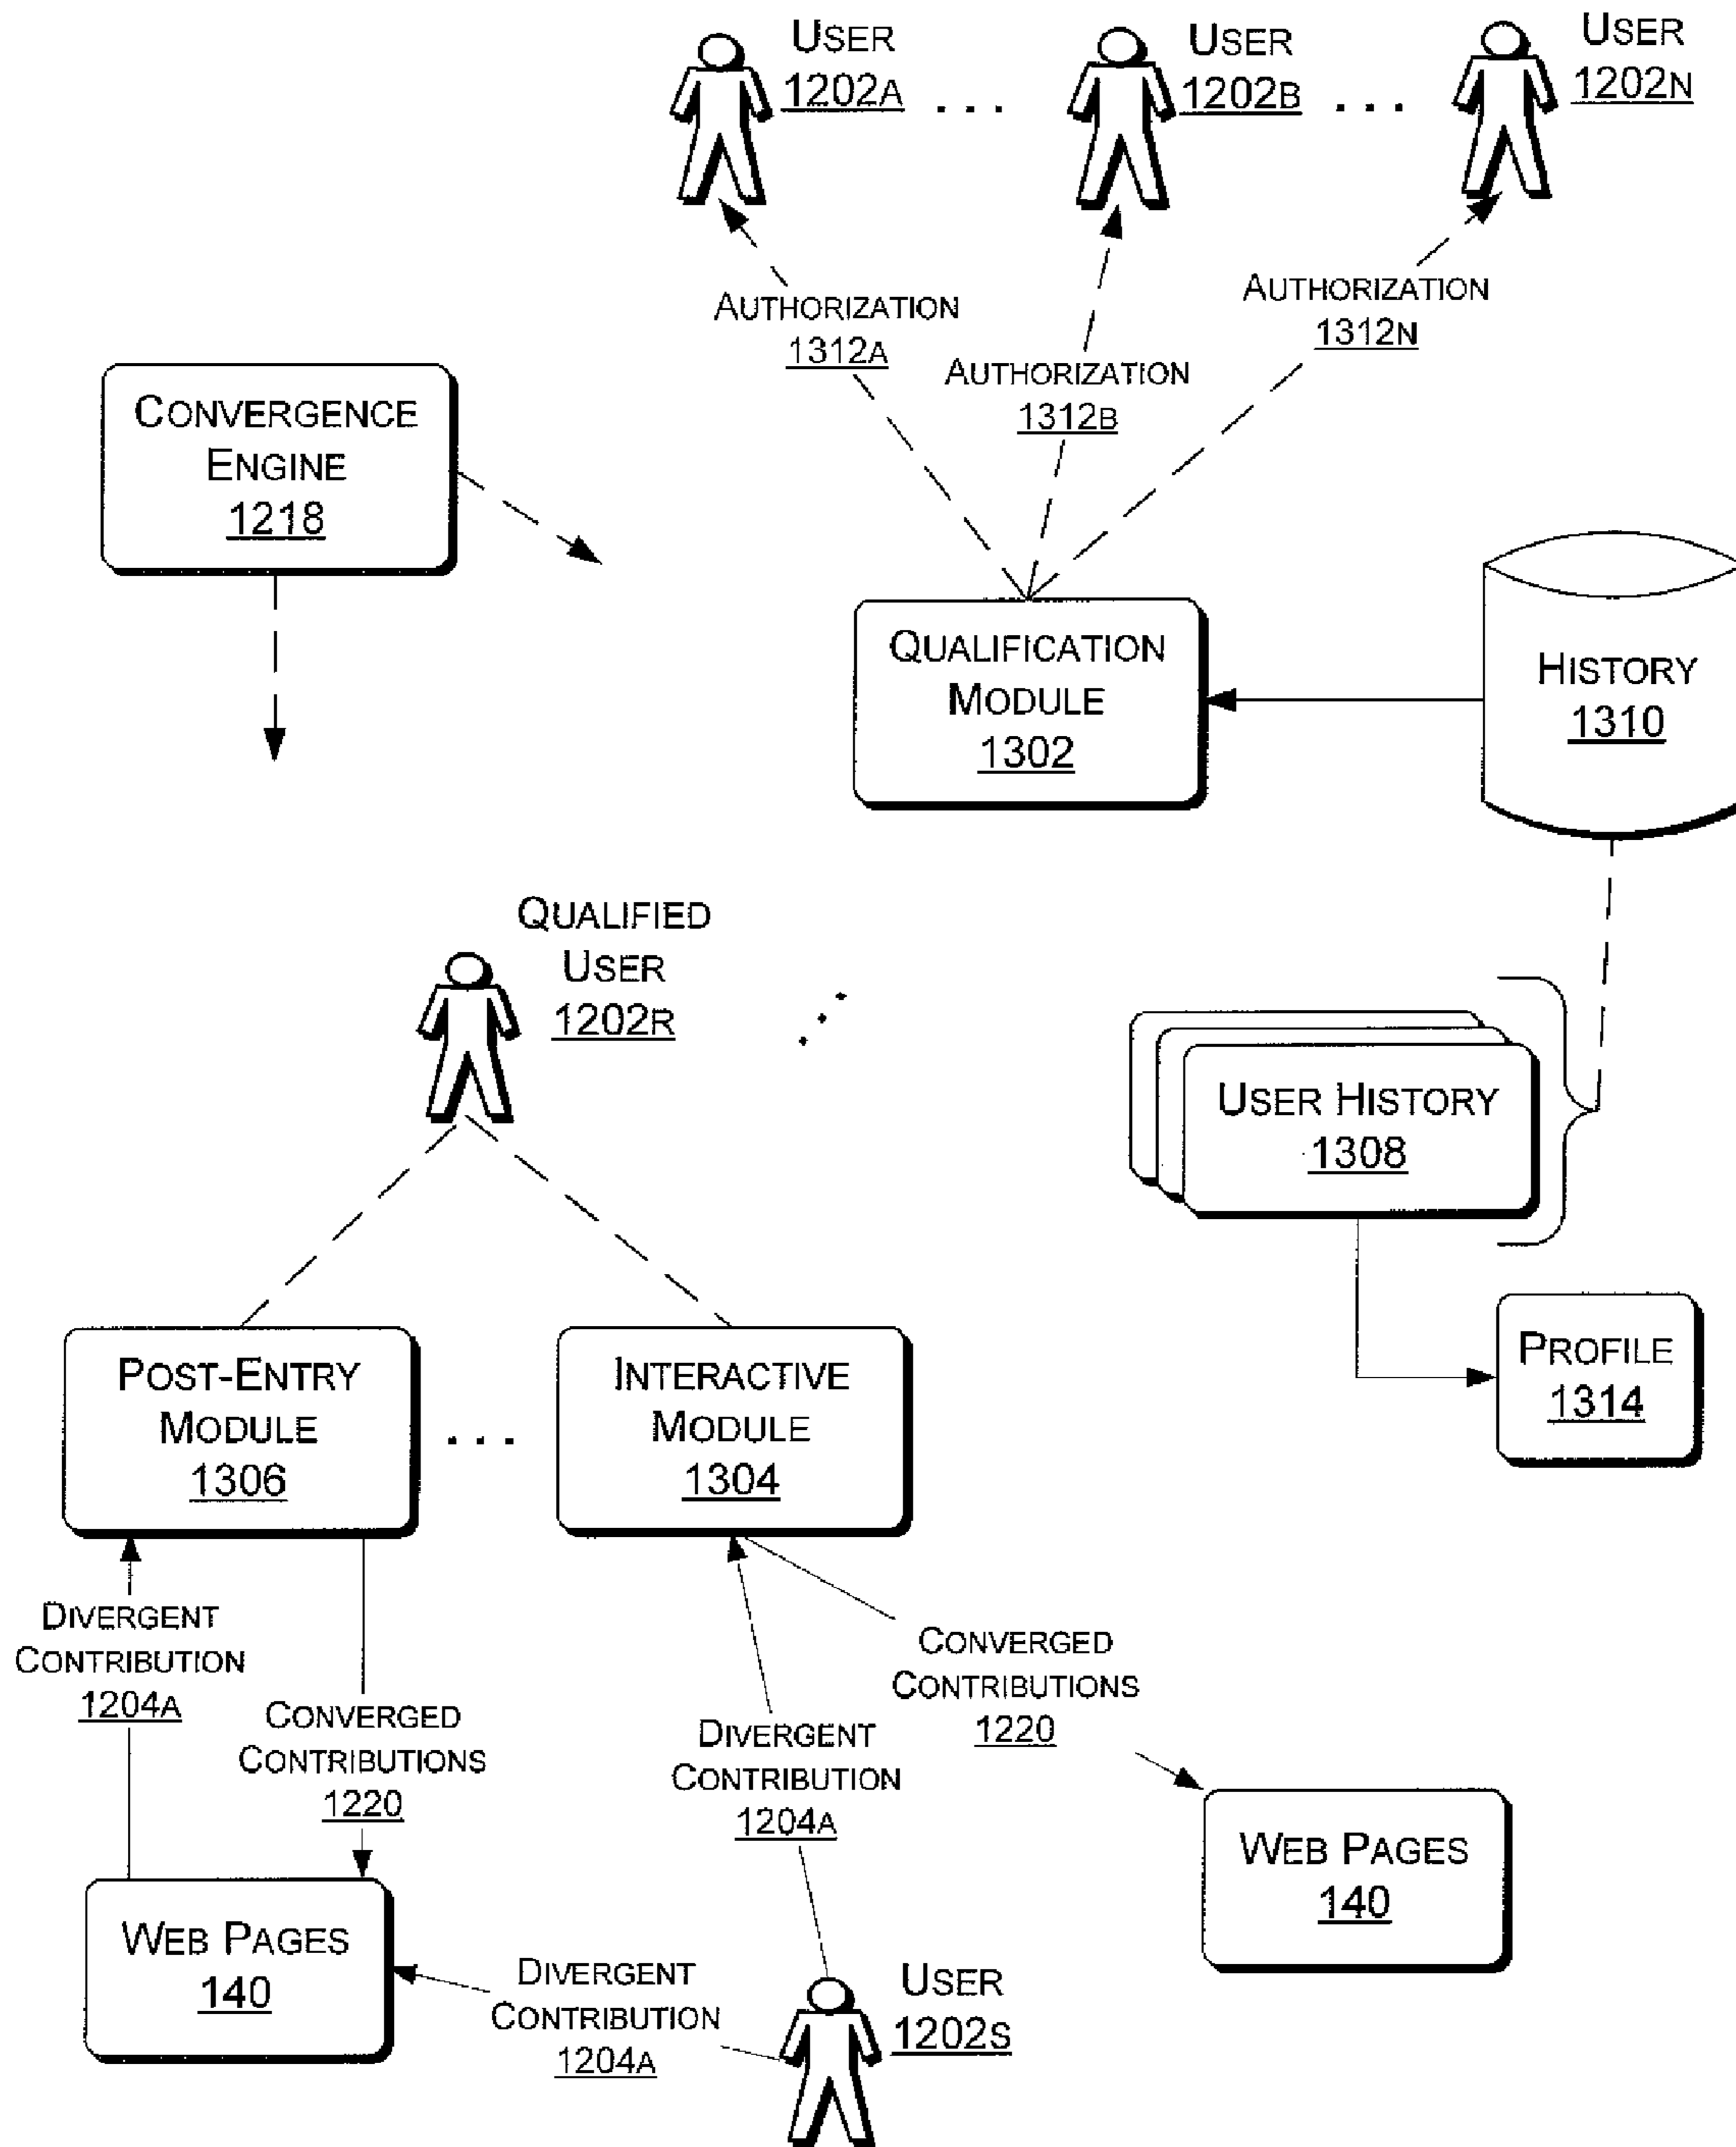 USER
1202A
. . .
USER
1202B
. . .
USER
1202N
AUTHORIZATION
1312A
AUTHORIZATION
1312B
AUTHORIZATION
1312N
CONVERGENCE
ENGINE
1218
QUALIFICATION
MODULE
1302
HISTORY
1310
QUALIFIED
USER
1202R
. . .
USER HISTORY
1308
PROFILE
1314
POST-ENTRY
MODULE
1306
. . .
INTERACTIVE
MODULE
1304
DIVERGENT
CONTRIBUTION
1204A
CONVERGED
CONTRIBUTIONS
1220
DIVERGENT
CONTRIBUTION
1204A
CONVERGED
CONTRIBUTIONS
1220
WEB PAGES
140
WEB PAGES
140
DIVERGENT
CONTRIBUTION
1204A
USER
1202S